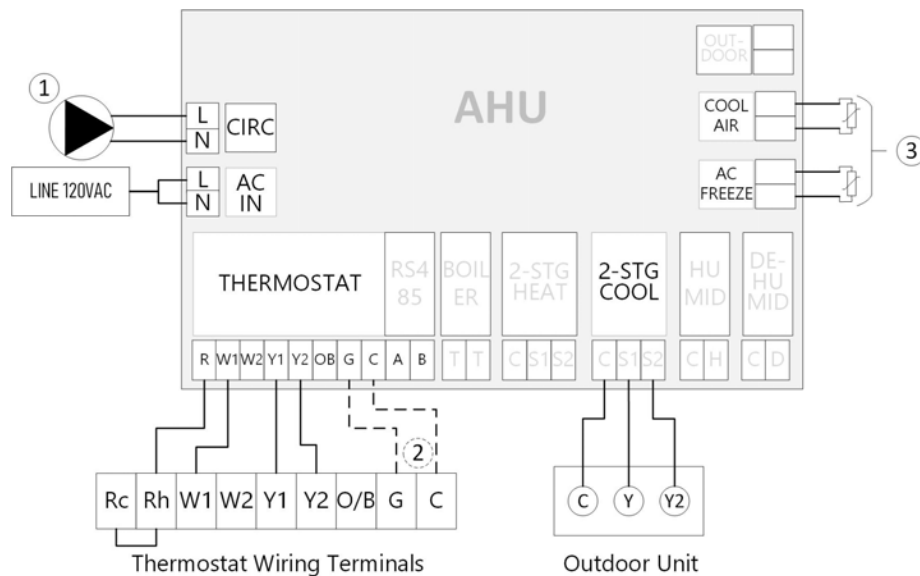 OUT-
DOOR
AHU
1
L
N
CIRC
COOL
AIR
3
LINE 120VAC
L
N
AC
IN
AC
FREEZE
THERMOSTAT
RS4
85
BOIL
ER
2-STG
HEAT
2-STG
COOL
HU
MID
DE-
HU
MID
R W1 W2 Y1 Y2 OB G C A B
T T
C S1 S2
C S1 S2
C H
C D
2
Rc Rh W1 W2 Y1 Y2 O/B G C
C Y Y2
Thermostat Wiring Terminals
Outdoor Unit